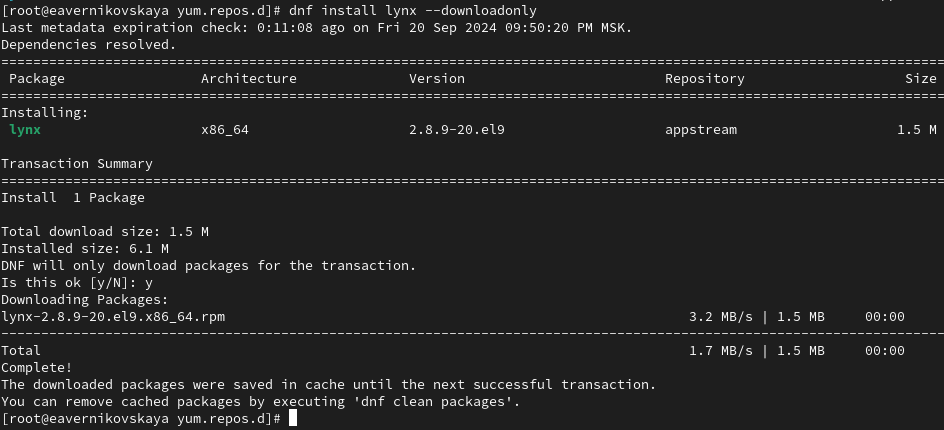 [root@eavernikovskaya yum.repos.d]# dnf install lynx --downloadonly
Last metadata expiration check: 0:11:08 ago on Fri 20 Sep 2024 09:50:20 PM MSK.
Dependencies resolved.
================================================================================
Package Architecture Version Repository Size
================================================================================
Installing:
lynx x86_64 2.8.9-20.el9 appstream 1.5 M
Transaction Summary
================================================================================
Install  1 Package
Total download size: 1.5 M
Installed size: 6.1 M
DNF will only download packages for the transaction.
Is this ok [y/N]: y
Downloading Packages:
lynx-2.8.9-20.el9.x86_64.rpm 3.2 MB/s | 1.5 MB 00:00
--------------------------------------------------------------------------------
Total 1.7 MB/s | 1.5 MB 00:00
Complete!
The downloaded packages were saved in cache until the next successful transaction.
You can remove cached packages by executing 'dnf clean packages'.
[root@eavernikovskaya yum.repos.d]#